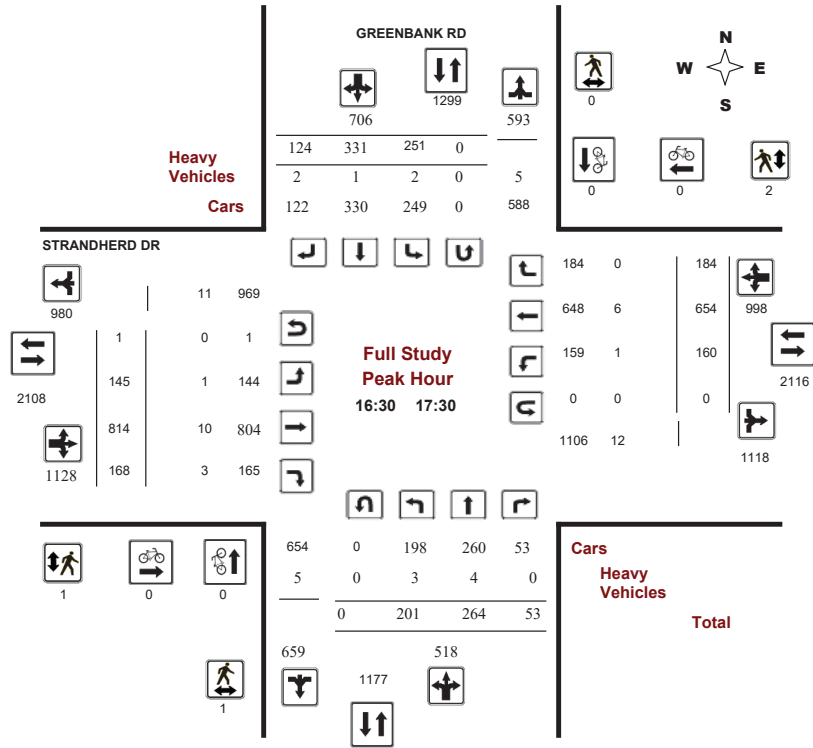 GREENBANK RD
N
W E
S
1299
0
706 593
124 331 251 0
Heavy
Vehicles
2 1 2 0 5
0 0 2
Cars
122 330 249 0 588
STRANDHERD DR
184 0 184
980
11 969
998
648 6 654
1 0 1
Full Study
Peak Hour
16:30 17:30
159 1 160
2108
145 1 144
2116
0 0 0
814 10 804
1106 12
1118
1128
168 3 165
654 0 198 260 53
Cars
5 0 3 4 0
Heavy
Vehicles
1 0 0
0 201 264 53
Total
659 518
1177
1